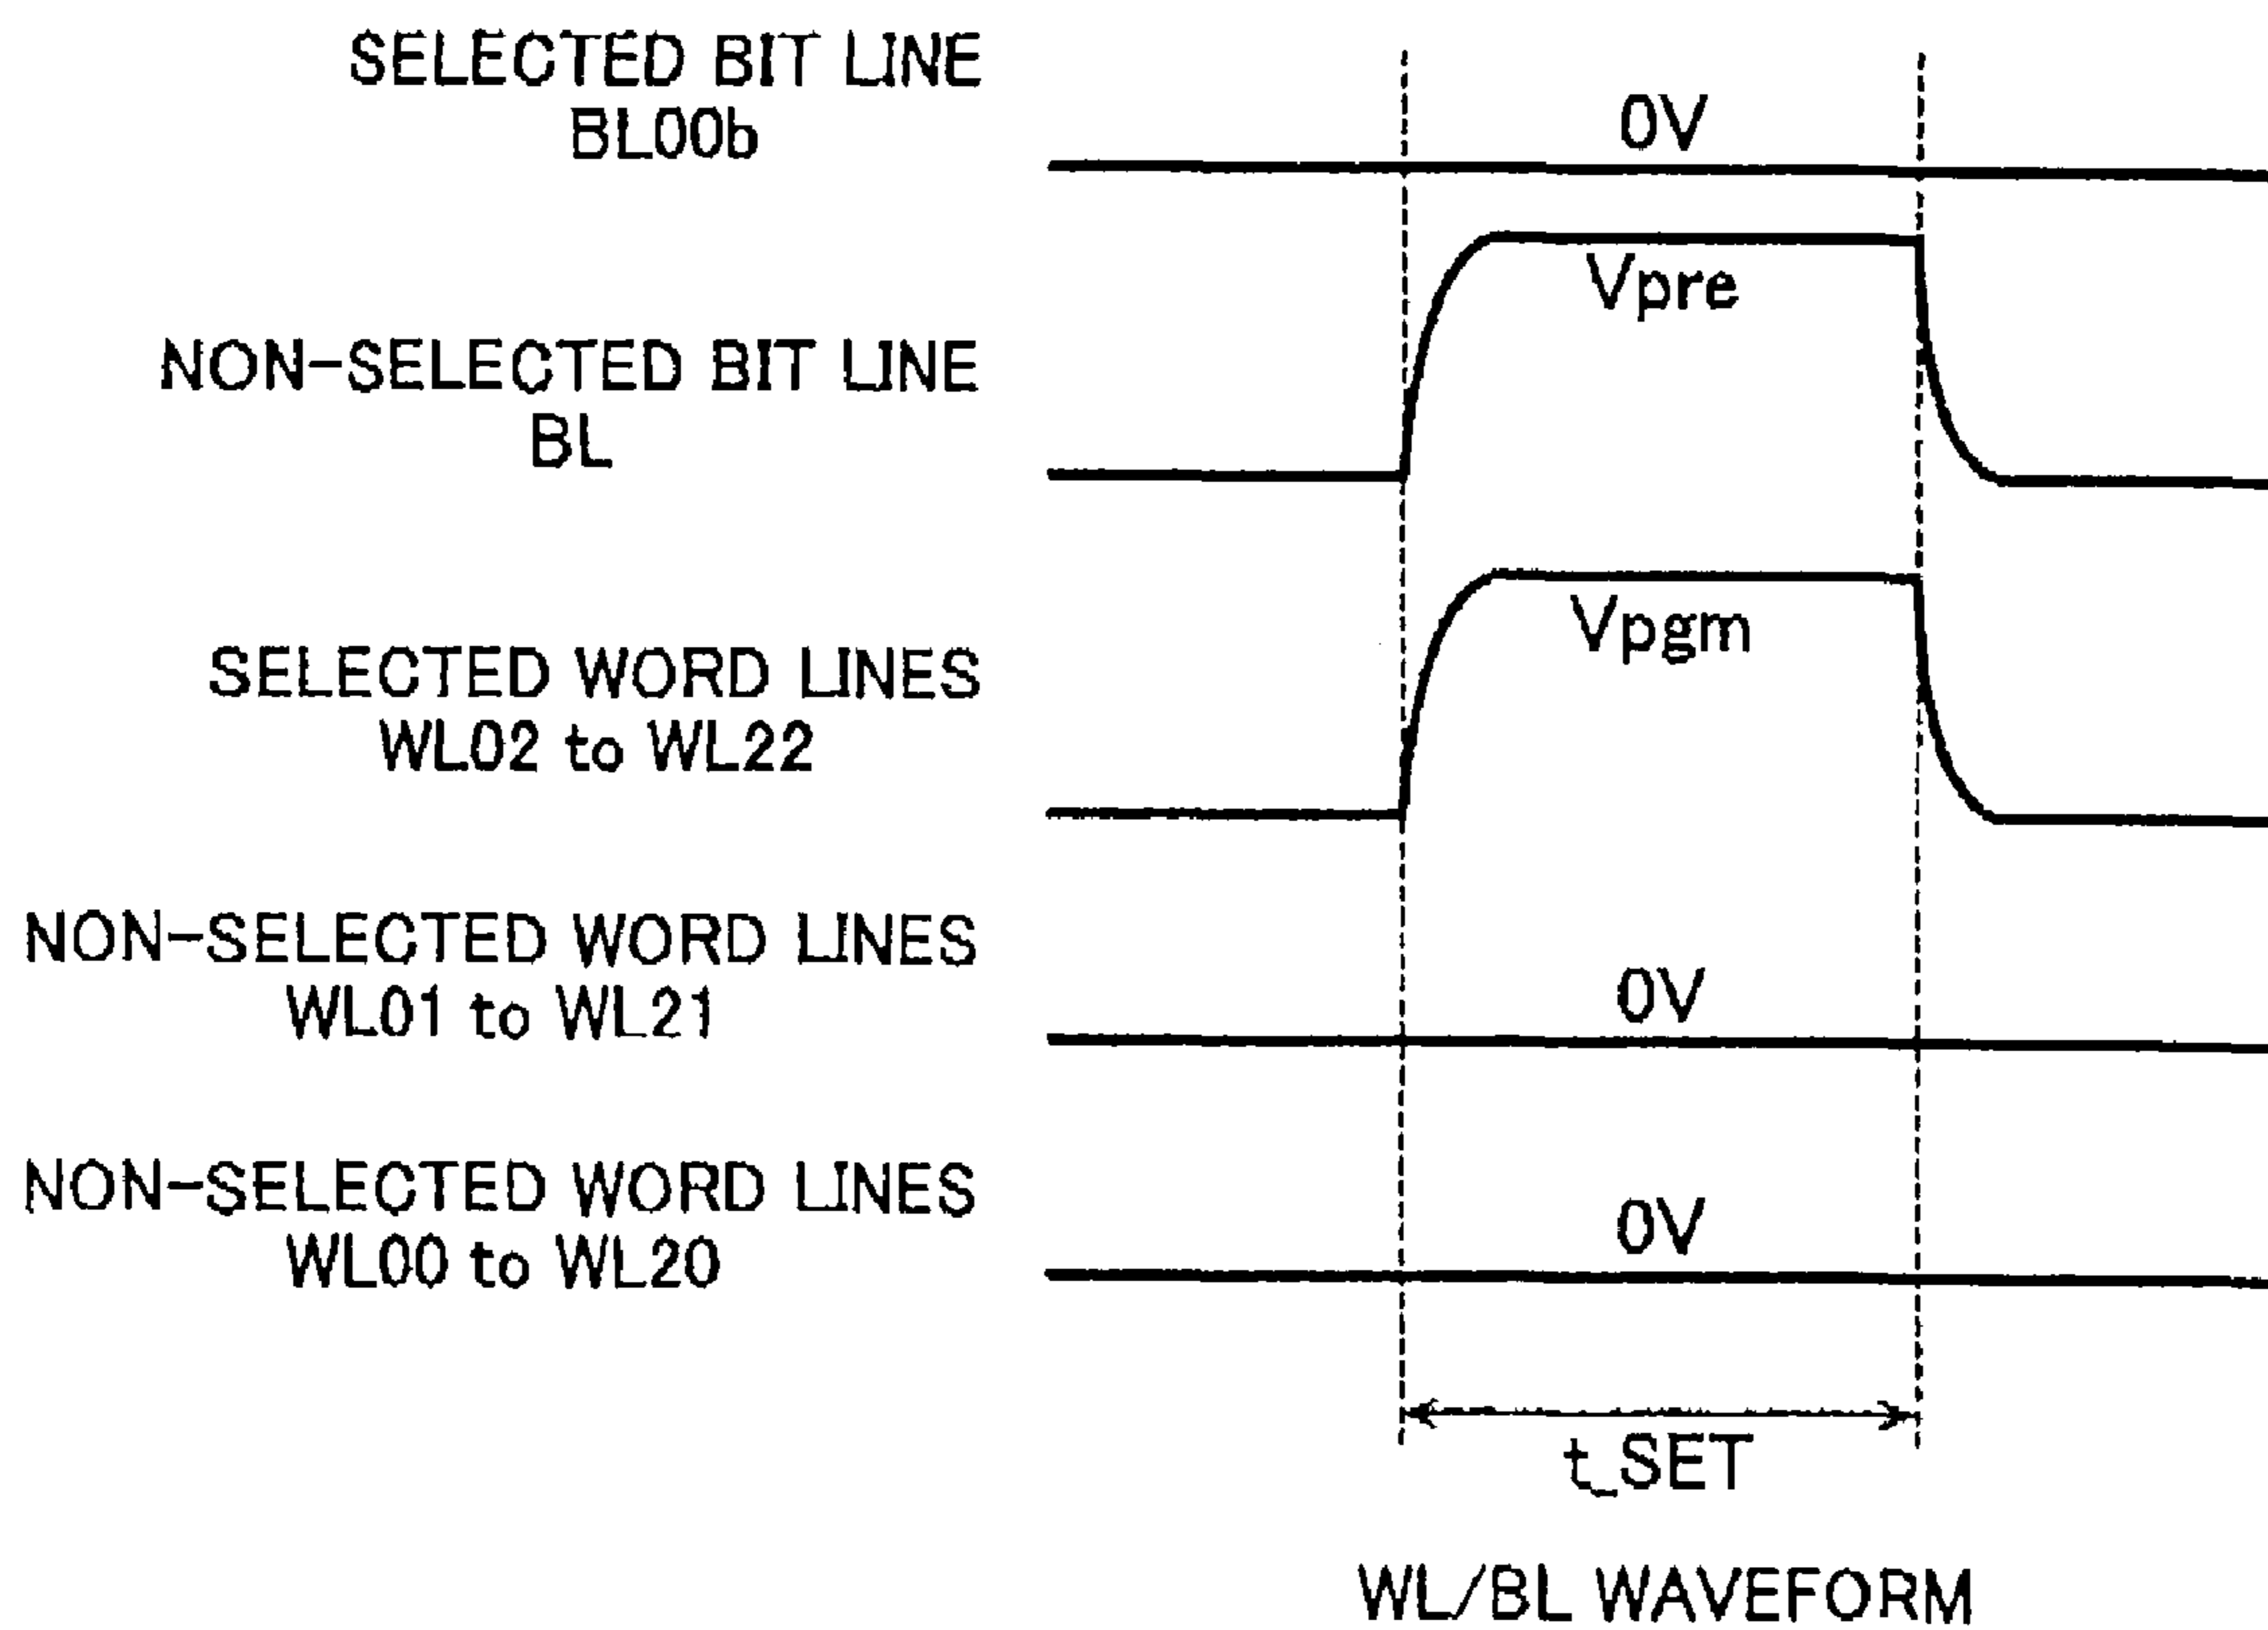 SELECTED BIT LINE
BL00b
0V
Vpre
NON-SELECTED BIT LINE
BL
Vpgm
SELECTED WORD LINES
WL02 to WL22
NON-SELECTED WORD LINES
WL01 to WL21
0V
NON-SELECTED WORD LINES
WL00 to WL20
0V
t_SET
WL/BL WAVEFORM